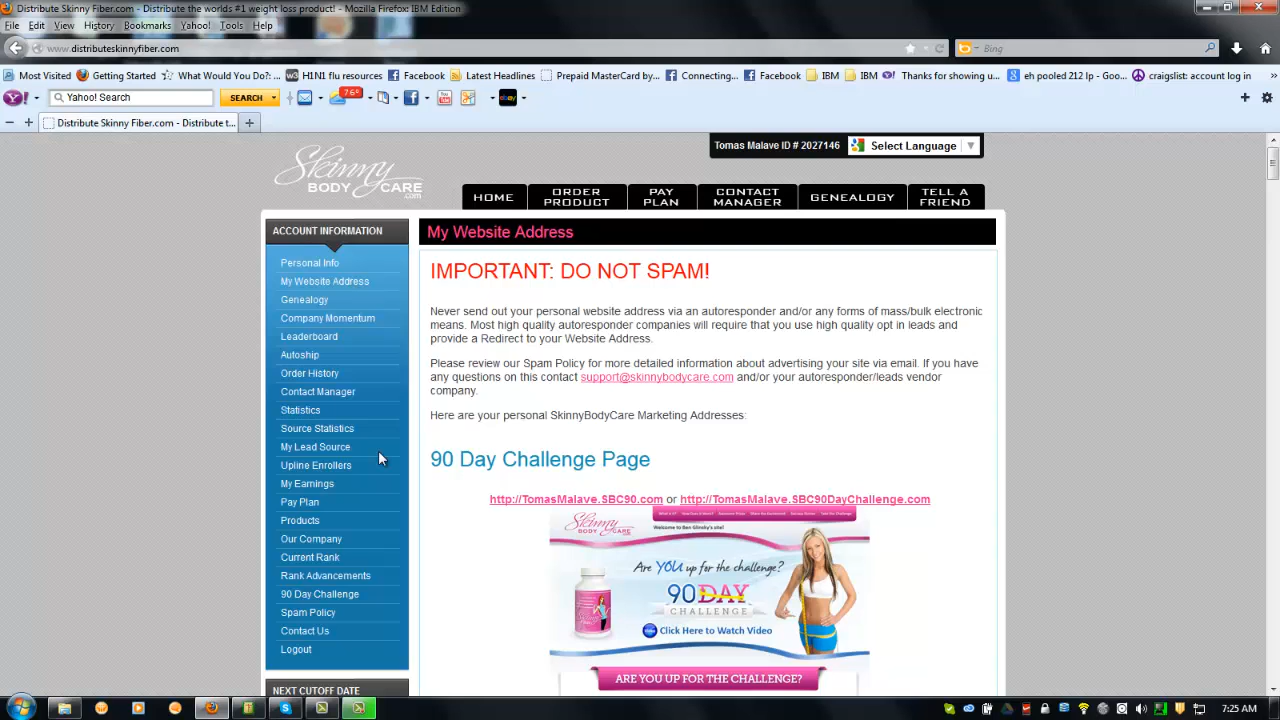 Distribute Skinny Fiber.com - Distribute the worlds #1 weight loss product! - Mozilla Firefox: IBM Edition
File Edit View History Bookmarks Yahoo! Tools Help
www.distributeskinnyfiber.com
Bing
Most Visited Getting Started What Would You Do?: ... w3 H1N1 flu resources Facebook Latest Headlines Prepaid MasterCard by... Connecting... Facebook IBM IBM Thanks for showing u... eh pooled 212 lp - Goo... craigslist: account log in »
Yahoo! Search SEARCH 76° ebay
Distribute Skinny Fiber.com - Distribute t...
Tomas Malave ID # 2027146 Select Language ▼
Skinny
BODY CARE
.com
HOME
ORDER PRODUCT
PAY PLAN
CONTACT MANAGER
GENEALOGY
TELL A FRIEND
ACCOUNT INFORMATION
Personal Info
My Website Address
Genealogy
Company Momentum
Leaderboard
Autoship
Order History
Contact Manager
Statistics
Source Statistics
My Lead Source
Upline Enrollers
My Earnings
Pay Plan
Products
Our Company
Current Rank
Rank Advancements
90 Day Challenge
Spam Policy
Contact Us
Logout
NEXT CUTOFF DATE
My Website Address
IMPORTANT: DO NOT SPAM!
Never send out your personal website address via an autoresponder and/or any forms of mass/bulk electronic
means. Most high quality autoresponder companies will require that you use high quality opt in leads and
provide a Redirect to your Website Address.
Please review our Spam Policy for more detailed information about advertising your site via email. If you have
any questions on this contact support@skinnybodycare.com and/or your autoresponder/leads vendor
company.
Here are your personal SkinnyBodyCare Marketing Addresses:
90 Day Challenge Page
http://TomasMalave.SBC90.com or http://TomasMalave.SBC90DayChallenge.com
Skinny
BODY CARE
Welcome to Ben Glinsky's site!
Are YOU up for the challenge?
90 DAY
CHALLENGE
Click Here to Watch Video
ARE YOU UP FOR THE CHALLENGE?
7:25 AM